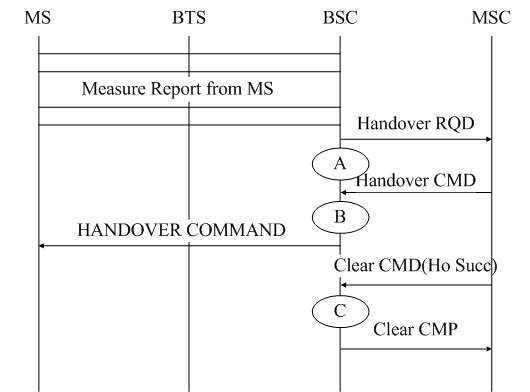 MS BTS BSC MSC
Measure Report from MS
Handover RQD
A
Handover CMD
B
HANDOVER COMMAND
Clear CMD(Ho Succ)
C
Clear CMP